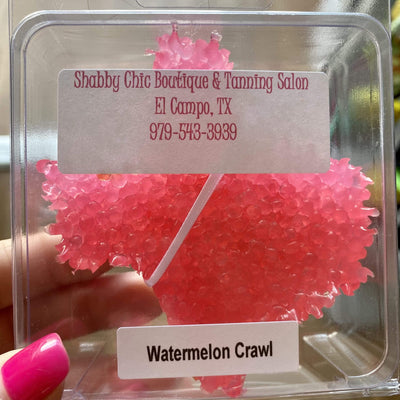 Shabby Chic Boutique & Tanning Salon
El Campo, TX
979-543-3939
Watermelon Crawl